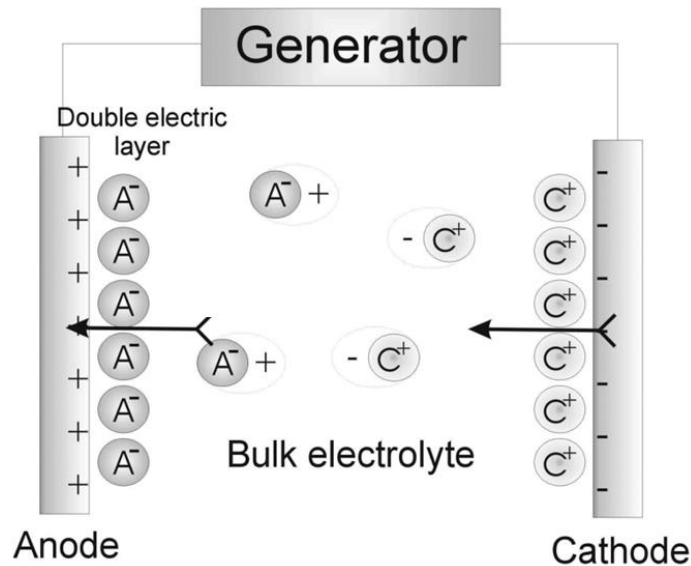 Generator
Double electric
layer
+ A⁻ A⁻ + C⁺ -
+ A⁻ - C⁺ C⁺ -
+ A⁻ C⁺ -
+ A⁻ A⁻ + - C⁺ C⁺
+ A⁻ C⁺ -
+ A⁻ Bulk electrolyte C⁺ -
+ -
Anode
Cathode